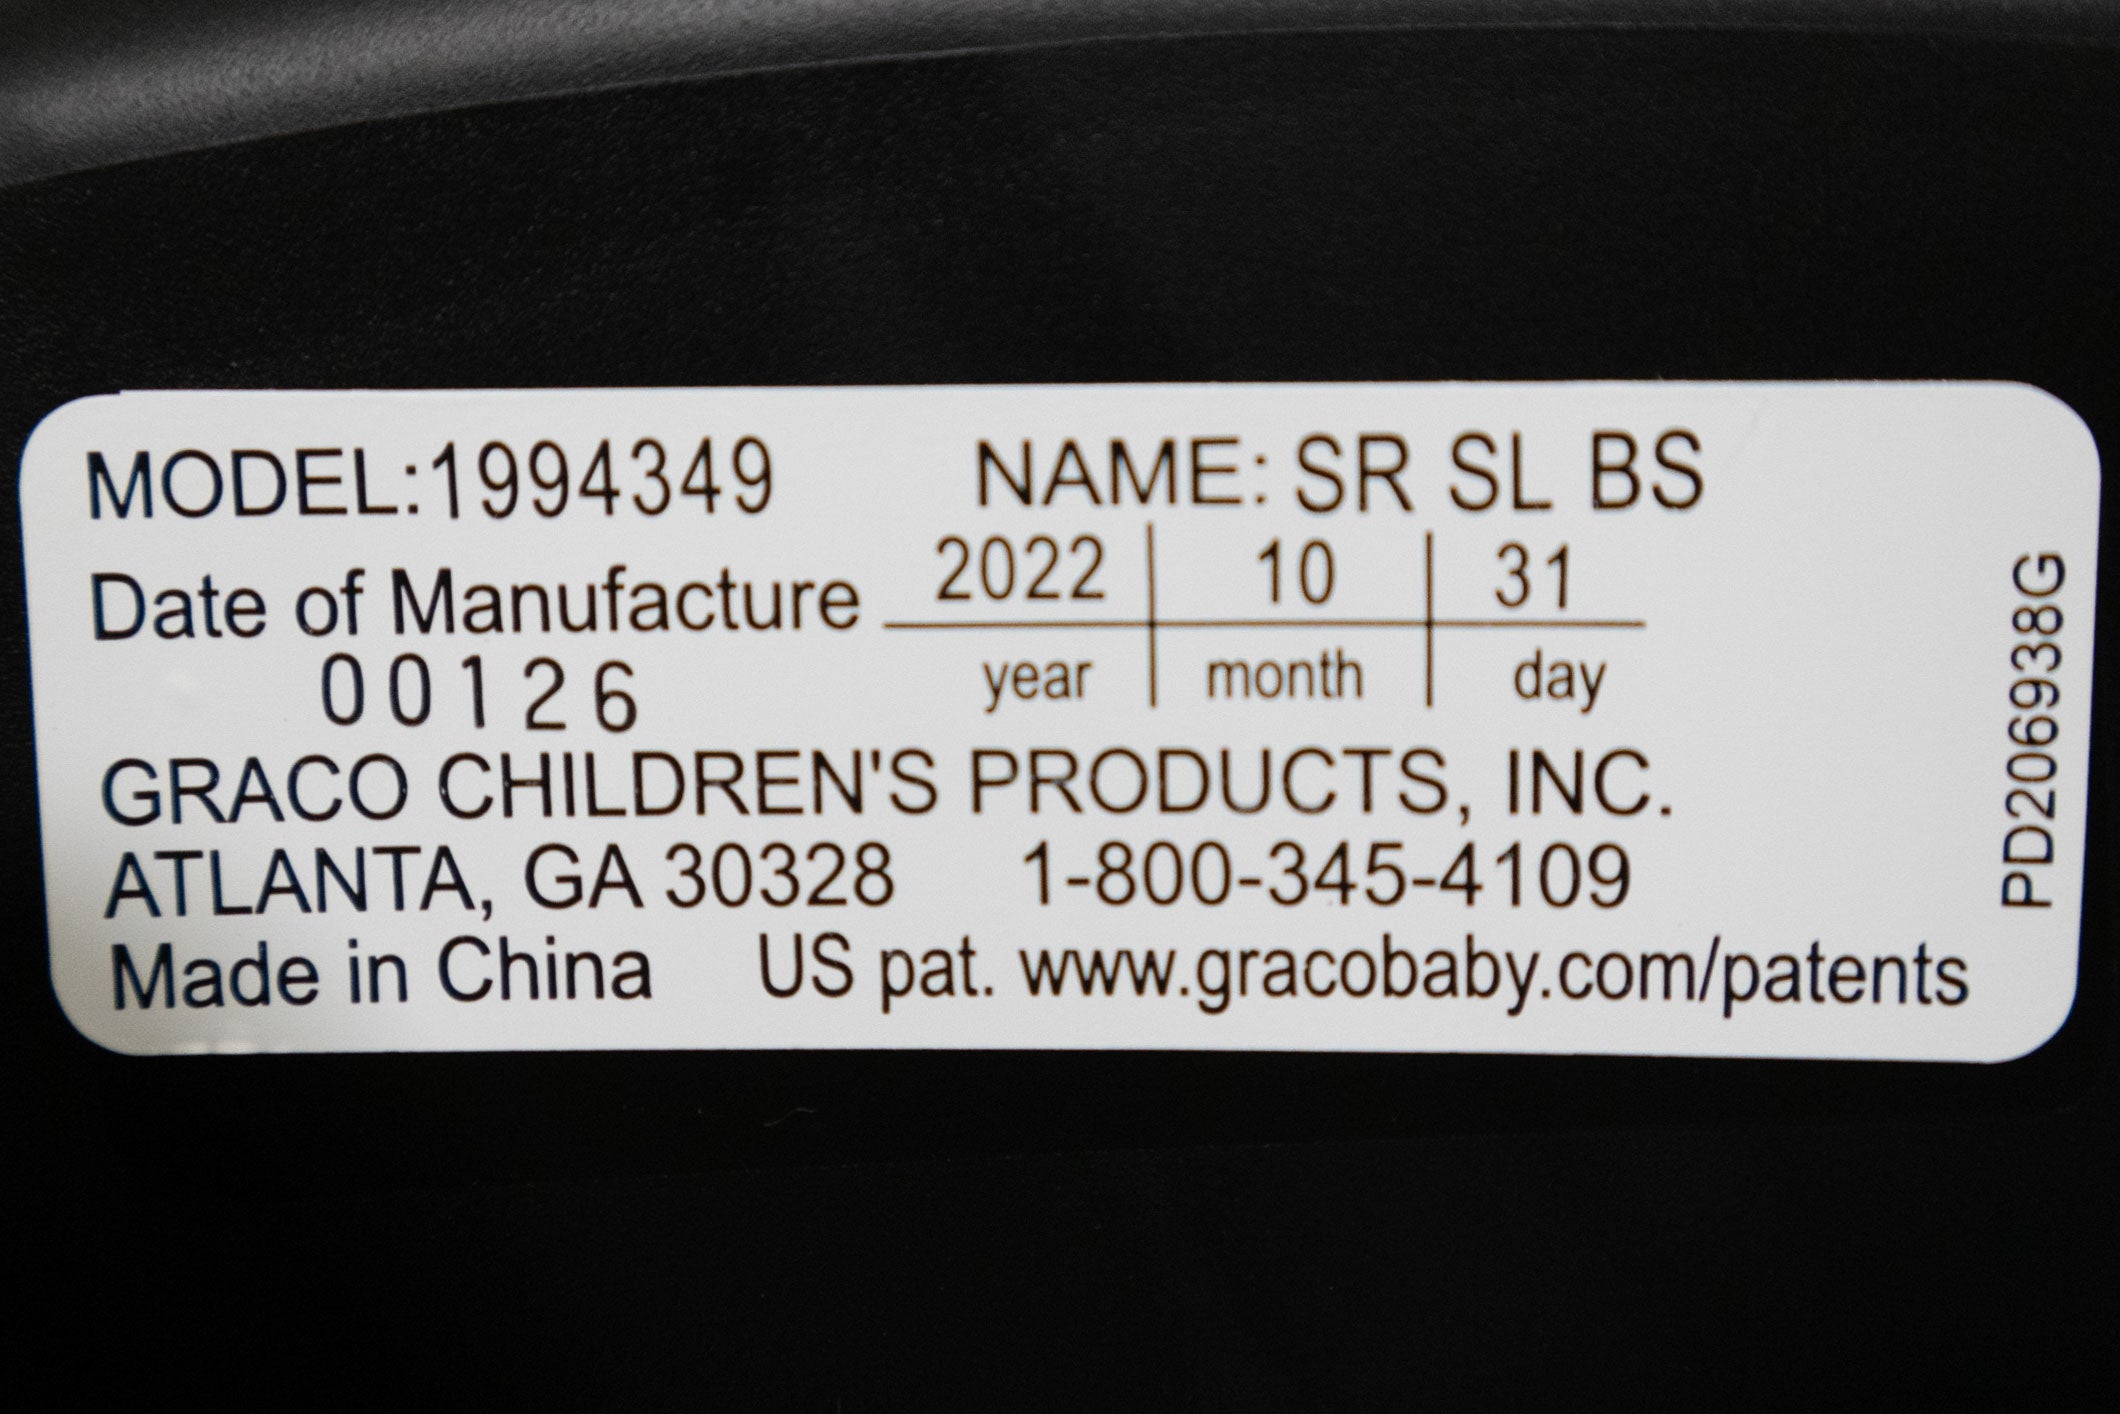 MODEL:1994349 NAME: SR SL BS
Date of Manufacture 2022 10 31
year month day
00126
GRACO CHILDREN'S PRODUCTS, INC.
ATLANTA, GA 30328 1-800-345-4109
Made in China US pat. www.gracobaby.com/patents
PD206938G